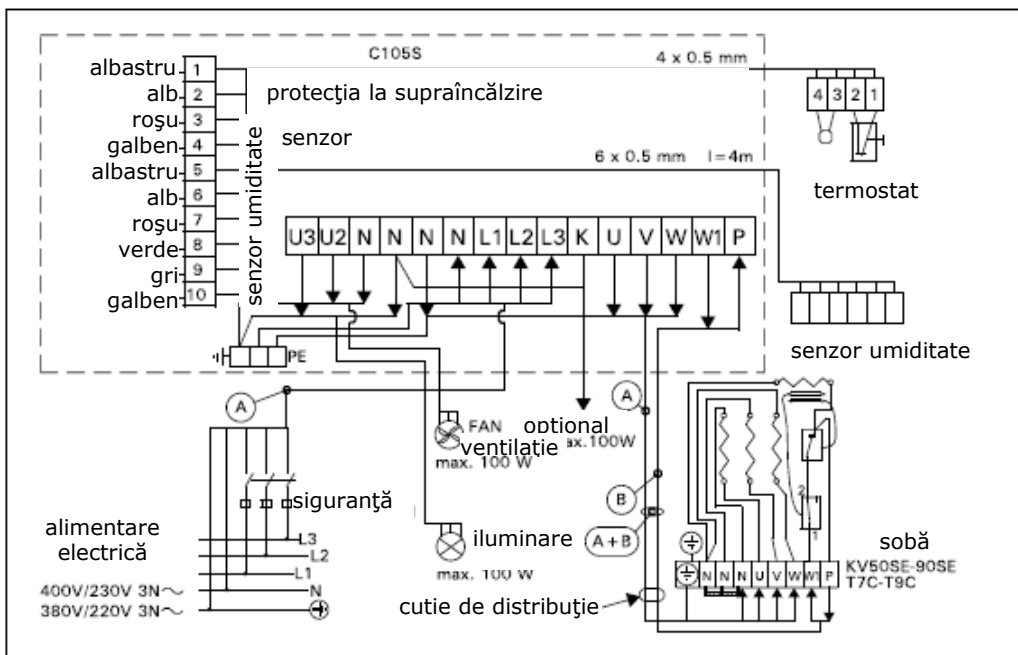 C105S
4 x 0.5 mm
albastru 1
alb 2
roşu 3
galben 4
albastru 5
alb 6
roşu 7
verde 8
gri 9
galben 10
protecţia la supraîncălzire
senzor
senzor umiditate
6 x 0.5 mm l=4m
4 3 2 1
termostat
U3 U2 N N N N L1 L2 L3 K U V W W1 P
senzor umiditate
PE
A
FAN
ventilaţie
max. 100 W
optional
ax.100W
A
B
A+B
siguranţă
alimentare
electrică
L3
L2
L1
N
400V/230V 3N~
380V/220V 3N~
iluminare
max. 100 W
cutie de distribuţie
2
1
sobă
N N N U V W W1 P
KV50SE-90SE
T7C-T9C